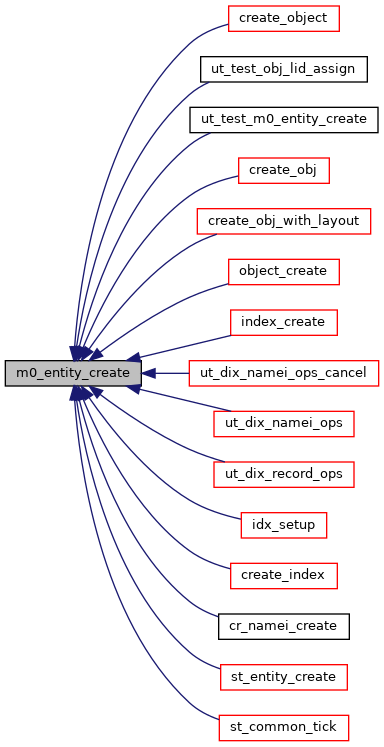 create_object
ut_test_obj_lid_assign
ut_test_m0_entity_create
create_obj
create_obj_with_layout
object_create
index_create
m0_entity_create
ut_dix_namei_ops_cancel
ut_dix_namei_ops
ut_dix_record_ops
idx_setup
create_index
cr_namei_create
st_entity_create
st_common_tick